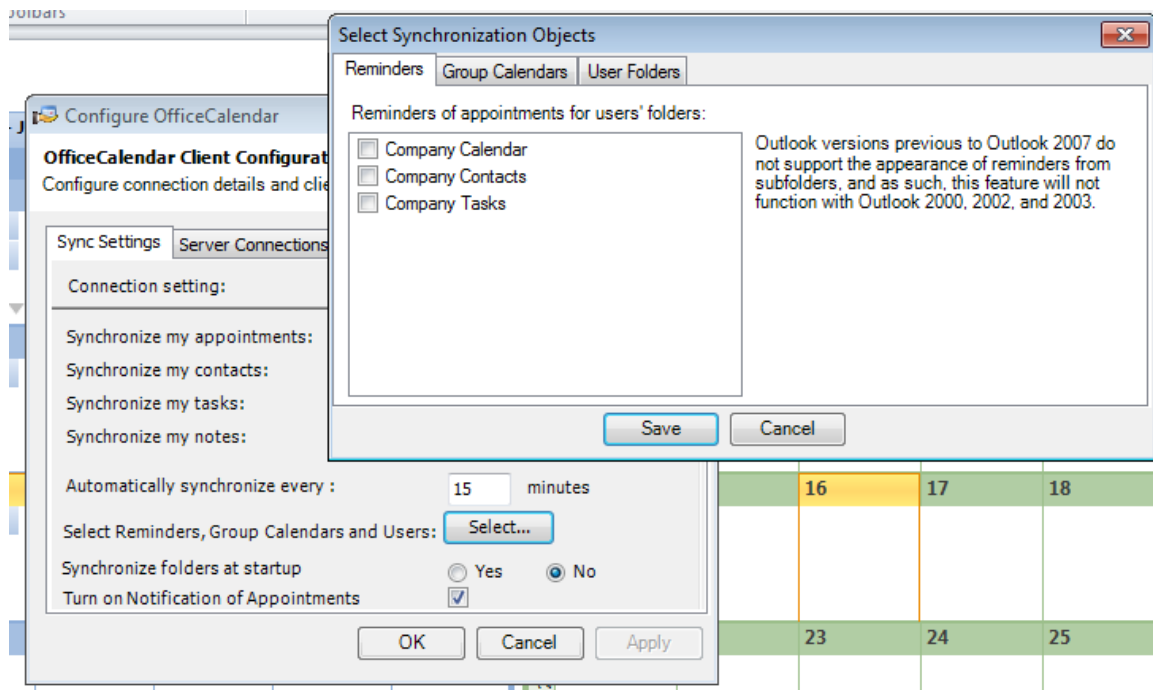 Select Synchronization Objects
Reminders Group Calendars User Folders
Reminders of appointments for users' folders:
Company Calendar
Company Contacts
Company Tasks
Outlook versions previous to Outlook 2007 do
not support the appearance of reminders from
subfolders, and as such, this feature will not
function with Outlook 2000, 2002, and 2003.
Save Cancel
Configure OfficeCalendar
OfficeCalendar Client Configurat
Configure connection details and clie
Sync Settings Server Connections
Connection setting:
Synchronize my appointments:
Synchronize my contacts:
Synchronize my tasks:
Synchronize my notes:
Automatically synchronize every : 15 minutes
Select Reminders, Group Calendars and Users: Select...
Synchronize folders at startup Yes No
Turn on Notification of Appointments
OK Cancel Apply
16 17 18
23 24 25